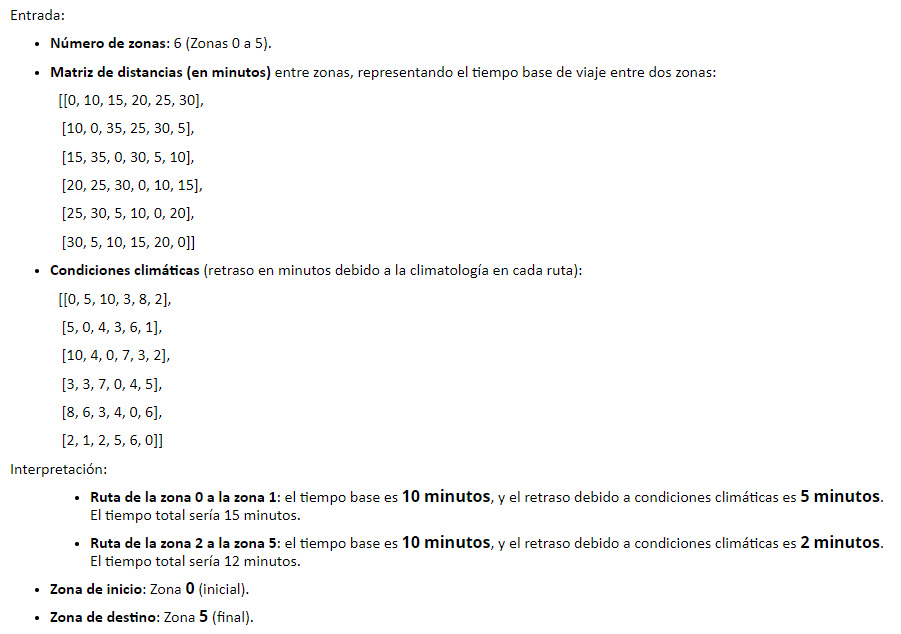 Entrada:
• Número de zonas: 6 (Zonas 0 a 5).
• Matriz de distancias (en minutos) entre zonas, representando el tiempo base de viaje entre dos zonas:
[[0, 10, 15, 20, 25, 30],
[10, 0, 35, 25, 30, 5],
[15, 35, 0, 30, 5, 10],
[20, 25, 30, 0, 10, 15],
[25, 30, 5, 10, 0, 20],
[30, 5, 10, 15, 20, 0]]
• Condiciones climáticas (retraso en minutos debido a la climatología en cada ruta):
[[0, 5, 10, 3, 8, 2],
[5, 0, 4, 3, 6, 1],
[10, 4, 0, 7, 3, 2],
[3, 3, 7, 0, 4, 5],
[8, 6, 3, 4, 0, 6],
[2, 1, 2, 5, 6, 0]]
Interpretación:
• Ruta de la zona 0 a la zona 1: el tiempo base es 10 minutos, y el retraso debido a condiciones climáticas es 5 minutos.
El tiempo total sería 15 minutos.
• Ruta de la zona 2 a la zona 5: el tiempo base es 10 minutos, y el retraso debido a condiciones climáticas es 2 minutos.
El tiempo total sería 12 minutos.
• Zona de inicio: Zona 0 (inicial).
• Zona de destino: Zona 5 (final).